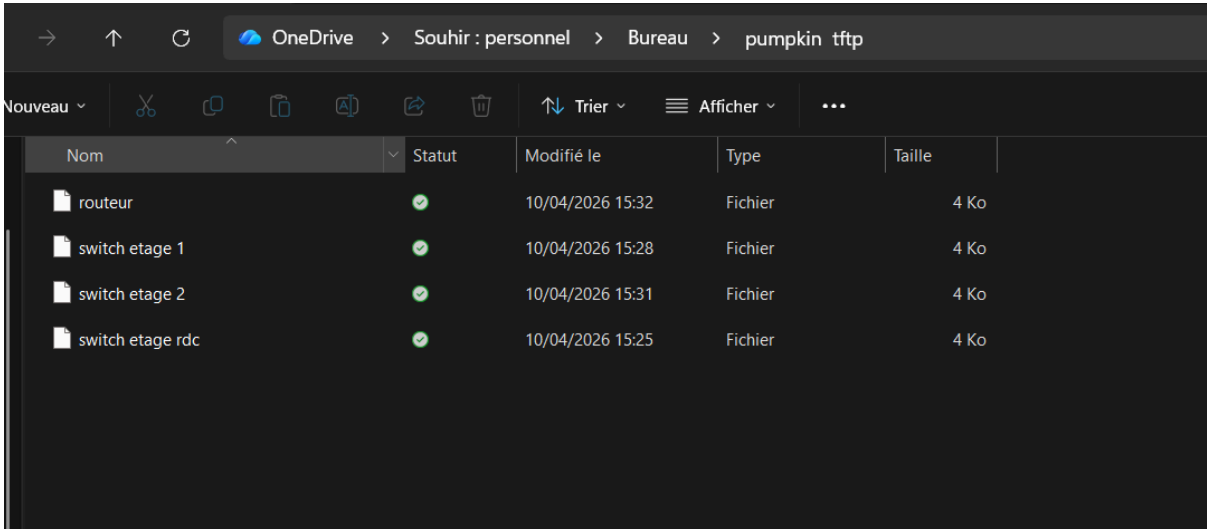 OneDrive > Souhir : personnel > Bureau > pumpkin tftp
Nouveau Trier Afficher
Nom Statut Modifié le Type Taille
routeur 10/04/2026 15:32 Fichier 4 Ko
switch etage 1 10/04/2026 15:28 Fichier 4 Ko
switch etage 2 10/04/2026 15:31 Fichier 4 Ko
switch etage rdc 10/04/2026 15:25 Fichier 4 Ko